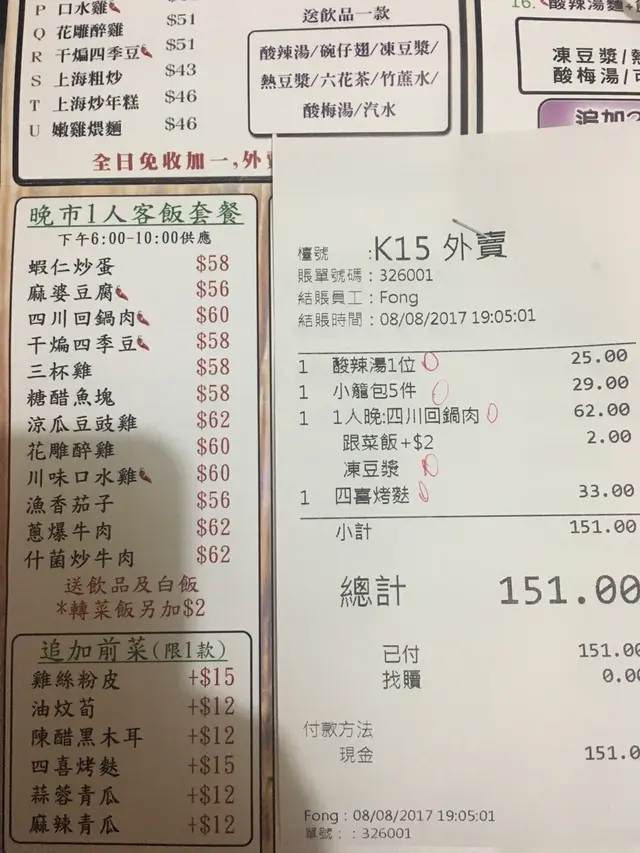 P 口水雞
Q 花雕醉雞 $51
R 干煸四季豆 $51
S 上海粗炒 $43
T 上海炒年糕 $46
U 嫩雞煨麵 $46
全日免收加一,外
送飲品一款
酸辣湯/碗仔翅/凍豆漿/
熱豆漿/六花茶/竹蔗水/
酸梅湯/汽水
16. 酸辣湯麵+
凍豆漿/熱
酸梅湯/
追加
晚市1人客飯套餐
下午6:00-10:00供應
蝦仁炒蛋 $58
麻婆豆腐 $56
四川回鍋肉 $60
干煸四季豆 $58
三杯雞 $58
糖醋魚塊 $58
涼瓜豆豉雞 $62
花雕醉雞 $60
川味口水雞 $60
漁香茄子 $56
蔥爆牛肉 $62
什菌炒牛肉 $62
送飲品及白飯
*轉菜飯另加$2
追加前菜(限1款)
雞絲粉皮 +$15
油炆荀 +$12
陳醋黑木耳 +$12
四喜烤麩 +$15
蒜蓉青瓜 +$12
麻辣青瓜 +$12
檯號 :K15 外賣
賬單號碼 : 326001
結賬員工 : Fong
結賬時間 : 08/08/2017 19:05:01
1 酸辣湯1位 25.00
1 小籠包5件 29.00
1 1人晚:四川回鍋肉 62.00
跟菜飯+$2 2.00
凍豆漿
1 四喜烤麩 33.00
小計 151.00
總計 151.00
已付 151.00
找贖 0.00
付款方法
現金 151.0
Fong : 08/08/2017 19:05:01
單號 : : 326001